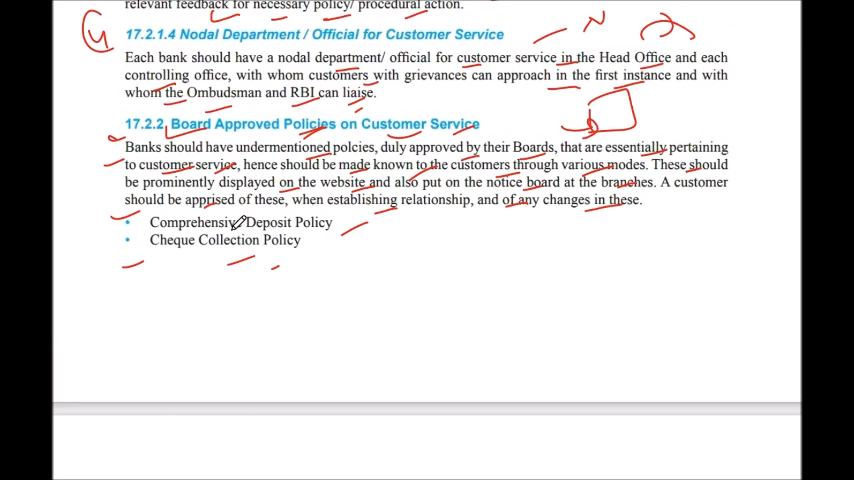 relevant feedback for necessary policy/ procedural action.
17.2.1.4 Nodal Department / Official for Customer Service
Each bank should have a nodal department/ official for customer service in the Head Office and each
controlling office, with whom customers with grievances can approach in the first instance and with
whom the Ombudsman and RBI can liaise.
17.2.2 Board Approved Policies on Customer Service
Banks should have undermentioned polcies, duly approved by their Boards, that are essentially pertaining
to customer service, hence should be made known to the customers through various modes. These should
be prominently displayed on the website and also put on the notice board at the branches. A customer
should be apprised of these, when establishing relationship, and of any changes in these.
• Comprehensiv Deposit Policy
• Cheque Collection Policy